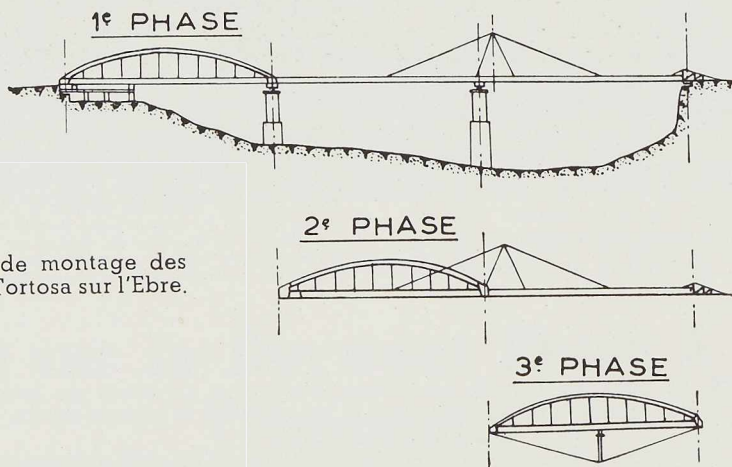 1e PHASE
2e PHASE
de montage des
Tortosa sur l'Ebre.
3e PHASE